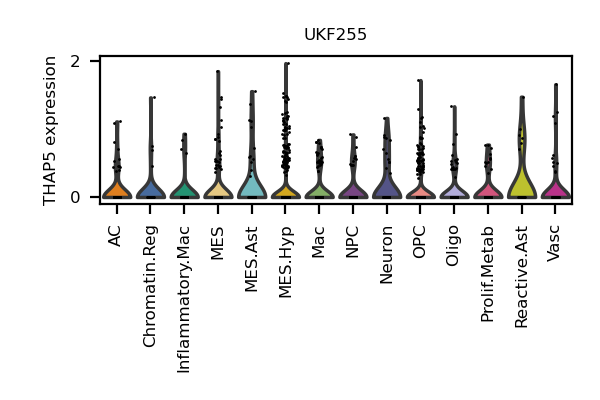 UKF255
THAP5 expression
2
0
AC
Chromatin.Reg
Inflammatory.Mac
MES
MES.Ast
MES.Hyp
Mac
NPC
Neuron
OPC
Oligo
Prolif.Metab
Reactive.Ast
Vasc